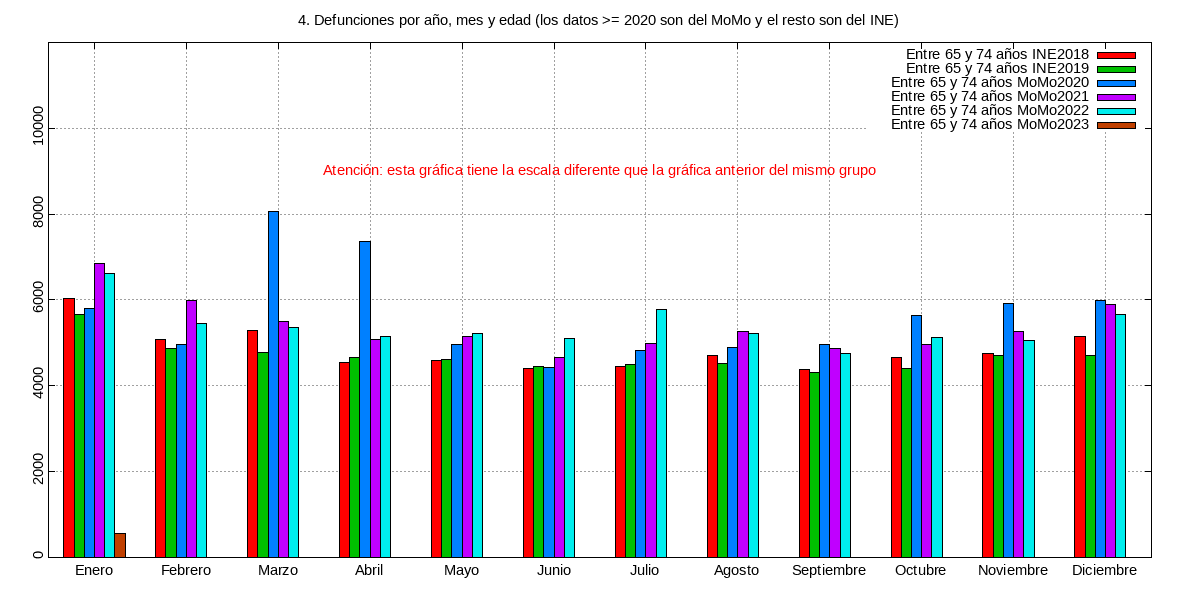 4. Defunciones por año, mes y edad (los datos >= 2020 son del MoMo y el resto son del INE)
Entre 65 y 74 años INE2018
Entre 65 y 74 años INE2019
Entre 65 y 74 años MoMo2020
Entre 65 y 74 años MoMo2021
Entre 65 y 74 años MoMo2022
Entre 65 y 74 años MoMo2023
Atención: esta gráfica tiene la escala diferente que la gráfica anterior del mismo grupo
10000
8000
6000
4000
2000
0
Enero Febrero Marzo Abril Mayo Junio Julio Agosto Septiembre Octubre Noviembre Diciembre